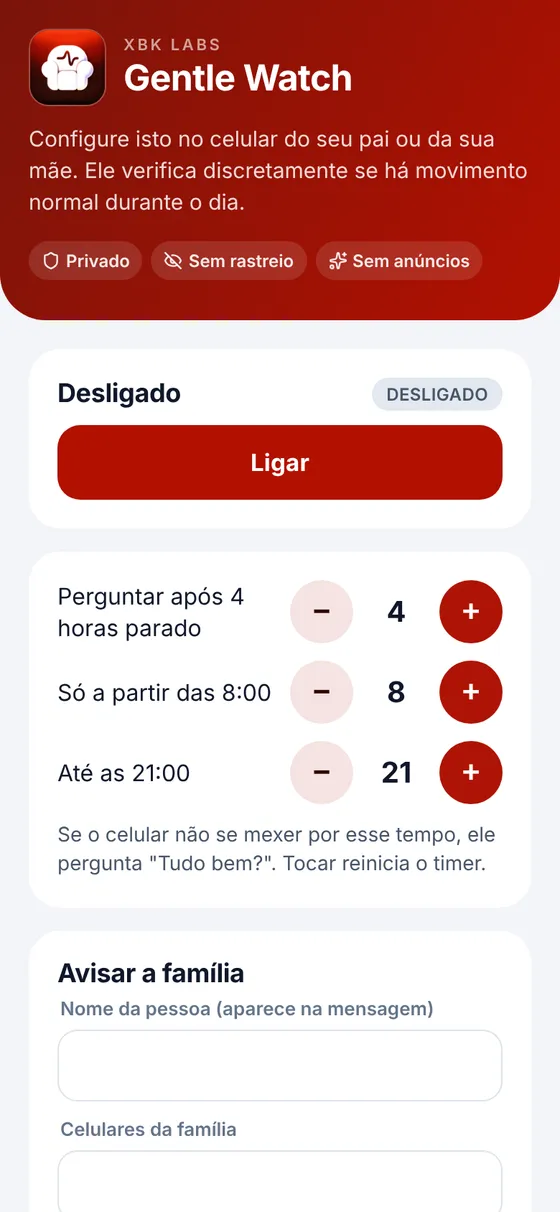 XBK LABS
Gentle Watch
Configure isto no celular do seu pai ou da sua
mãe. Ele verifica discretamente se há movimento
normal durante o dia.
Privado
Sem rastreio
Sem anúncios
Desligado
DESLIGADO
Ligar
Perguntar após 4
horas parado
− 4 +
Só a partir das 8:00
− 8 +
Até as 21:00
− 21 +
Se o celular não se mexer por esse tempo, ele
pergunta "Tudo bem?". Tocar reinicia o timer.
Avisar a família
Nome da pessoa (aparece na mensagem)
Celulares da família